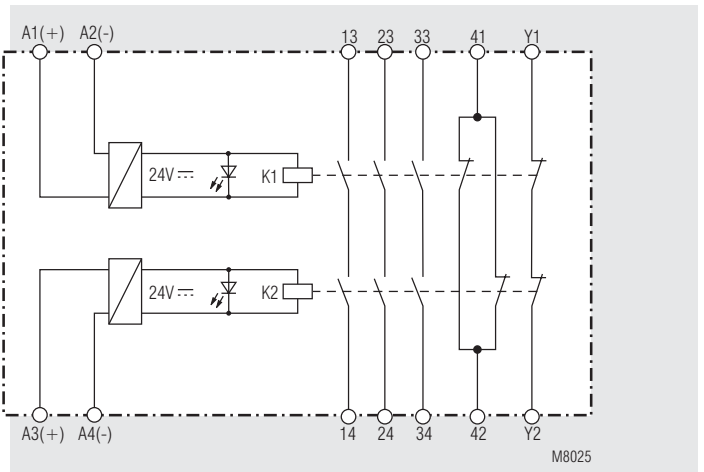 A1(+) A2(-) 13 23 33 41 Y1
24V K1
24V K2
A3(+) A4(-) 14 24 34 42 Y2
M8025